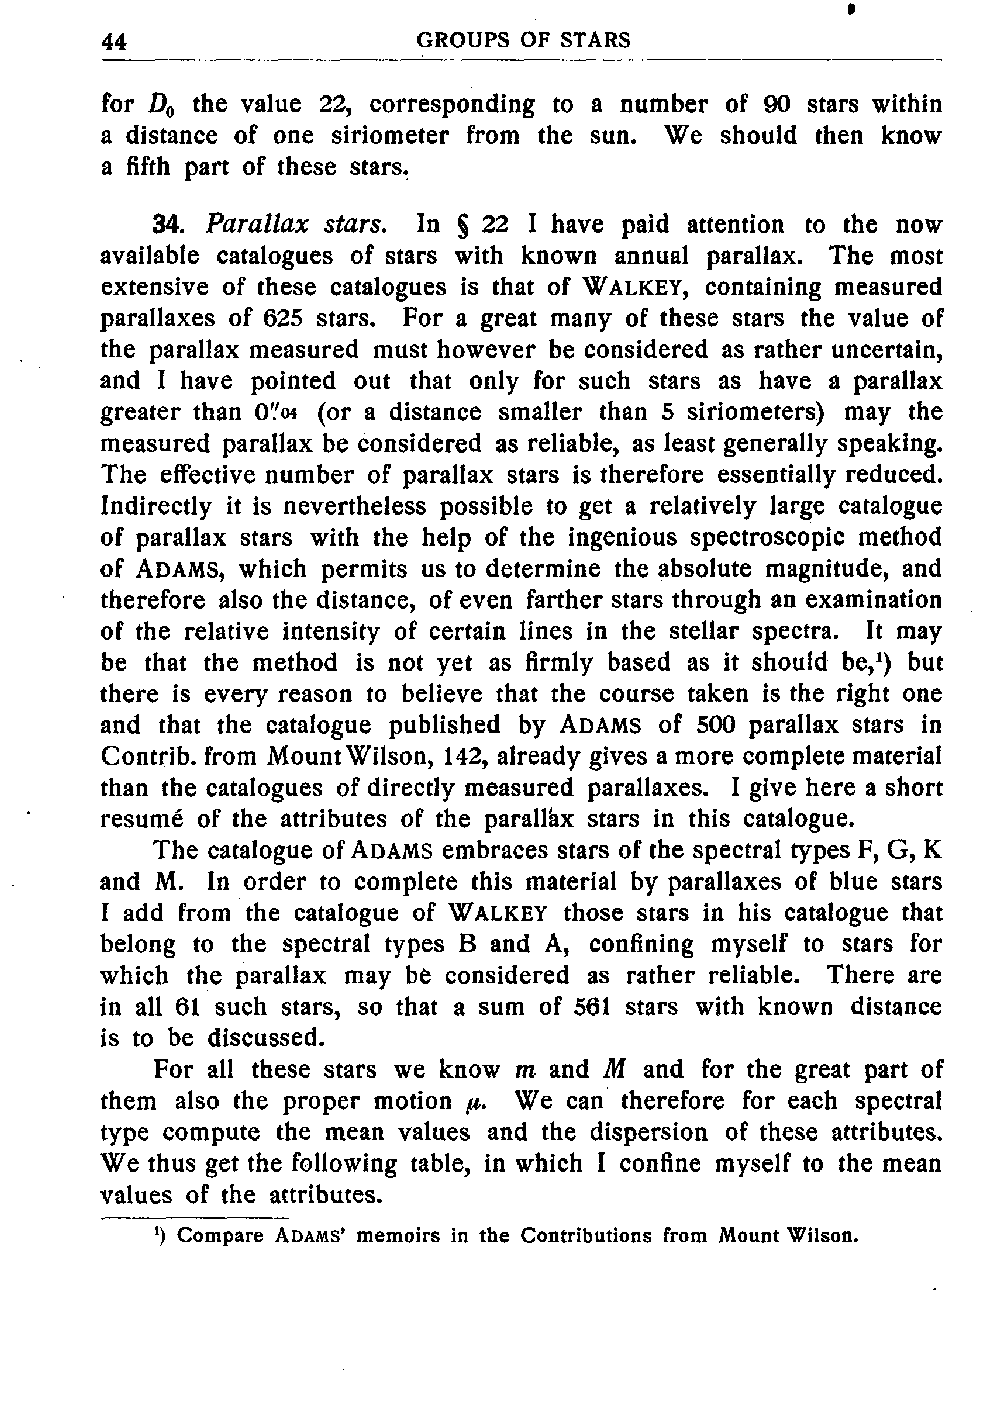 44 GROUPS OF STARS
for D₀ the value 22, corresponding to a number of 90 stars within
a distance of one siriometer from the sun. We should then know
a fifth part of these stars.
34. Parallax stars. In § 22 I have paid attention to the now
available catalogues of stars with known annual parallax. The most
extensive of these catalogues is that of WALKEY, containing measured
parallaxes of 625 stars. For a great many of these stars the value of
the parallax measured must however be considered as rather uncertain,
and I have pointed out that only for such stars as have a parallax
greater than 0″.04 (or a distance smaller than 5 siriometers) may the
measured parallax be considered as reliable, as least generally speaking.
The effective number of parallax stars is therefore essentially reduced.
Indirectly it is nevertheless possible to get a relatively large catalogue
of parallax stars with the help of the ingenious spectroscopic method
of ADAMS, which permits us to determine the absolute magnitude, and
therefore also the distance, of even farther stars through an examination
of the relative intensity of certain lines in the stellar spectra. It may
be that the method is not yet as firmly based as it should be,¹) but
there is every reason to believe that the course taken is the right one
and that the catalogue published by ADAMS of 500 parallax stars in
Contrib. from Mount Wilson, 142, already gives a more complete material
than the catalogues of directly measured parallaxes. I give here a short
resumé of the attributes of the parallax stars in this catalogue.
The catalogue of ADAMS embraces stars of the spectral types F, G, K
and M. In order to complete this material by parallaxes of blue stars
I add from the catalogue of WALKEY those stars in his catalogue that
belong to the spectral types B and A, confining myself to stars for
which the parallax may be considered as rather reliable. There are
in all 61 such stars, so that a sum of 561 stars with known distance
is to be discussed.
For all these stars we know m and M and for the great part of
them also the proper motion μ. We can therefore for each spectral
type compute the mean values and the dispersion of these attributes.
We thus get the following table, in which I confine myself to the mean
values of the attributes.
¹) Compare ADAMS' memoirs in the Contributions from Mount Wilson.